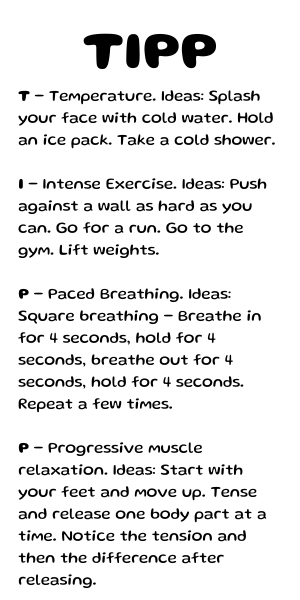 TIPP
T – Temperature. Ideas: Splash
your face with cold water. Hold
an ice pack. Take a cold shower.
I – Intense Exercise. Ideas: Push
against a wall as hard as you
can. Go for a run. Go to the
gym. Lift weights.
P – Paced Breathing. Ideas:
Square breathing – Breathe in
for 4 seconds, hold for 4
seconds, breathe out for 4
seconds, hold for 4 seconds.
Repeat a few times.
P – Progressive muscle
relaxation. Ideas: Start with
your feet and move up. Tense
and release one body part at a
time. Notice the tension and
then the difference after
releasing.